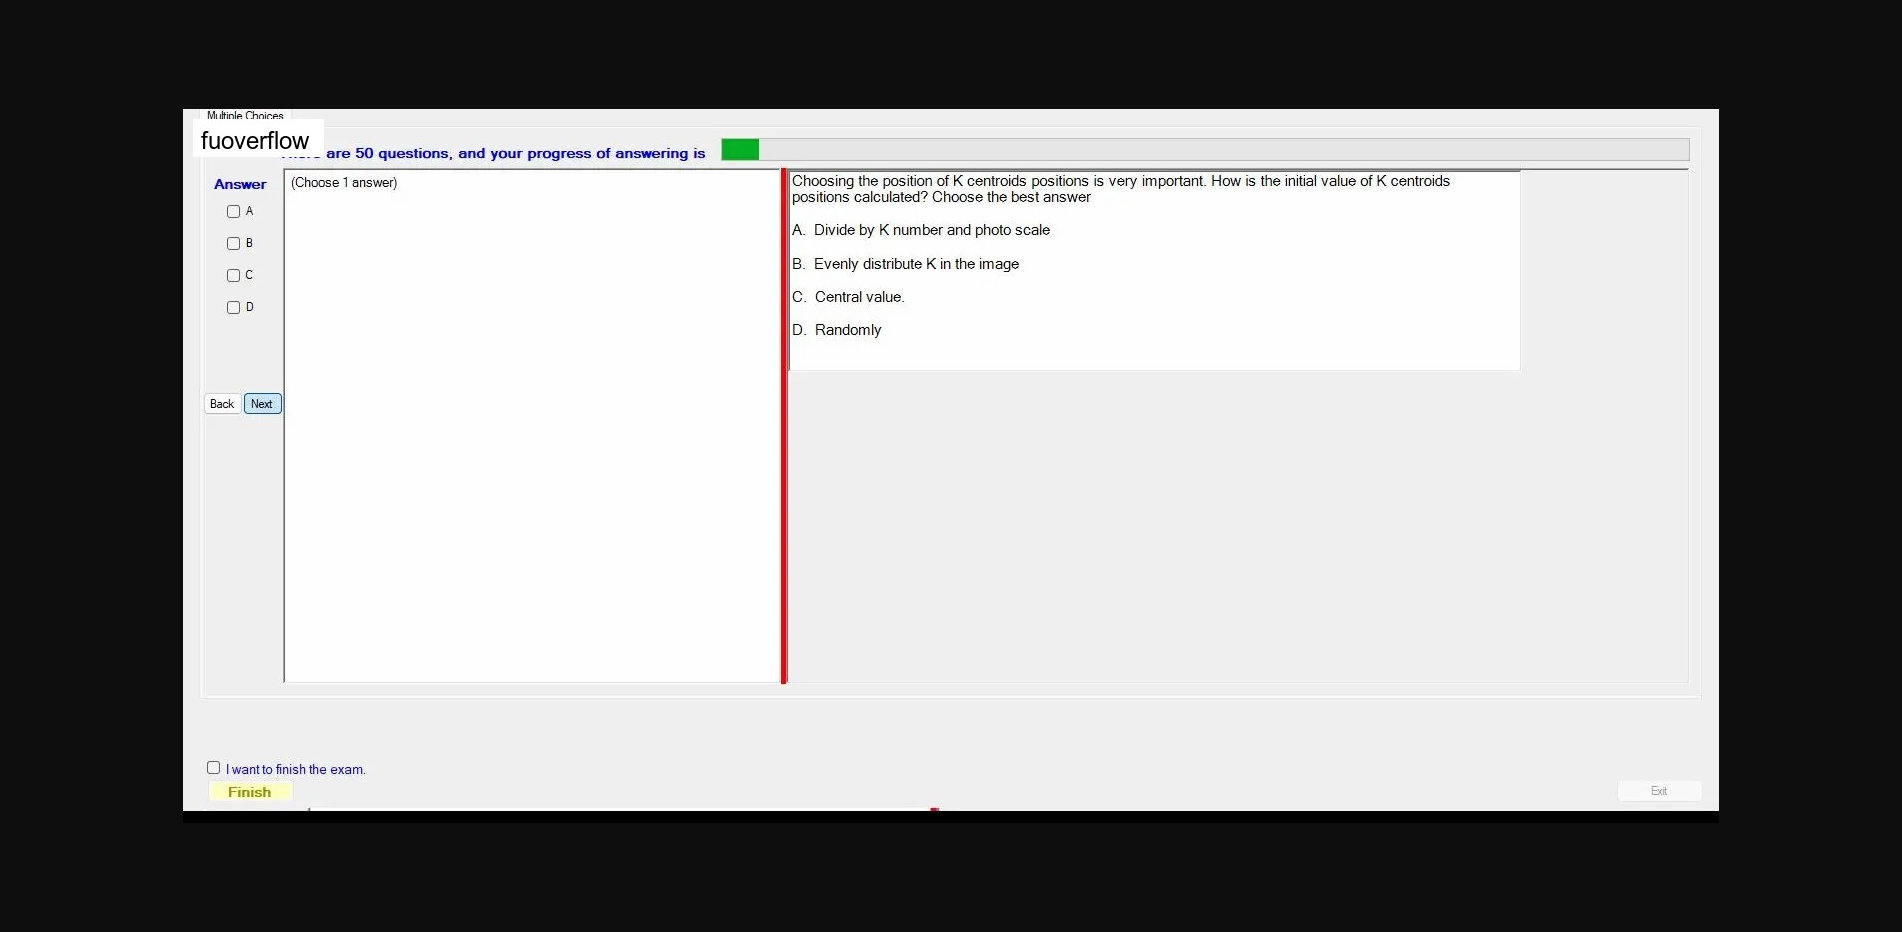 Multiple Choices
fuoverflow
are 50 questions, and your progress of answering is
Answer
(Choose 1 answer)
A
B
C
D
Back
Next
Choosing the position of K centroids positions is very important. How is the initial value of K centroids
positions calculated? Choose the best answer
A. Divide by K number and photo scale
B. Evenly distribute K in the image
C. Central value.
D. Randomly
I want to finish the exam.
Finish
Exit